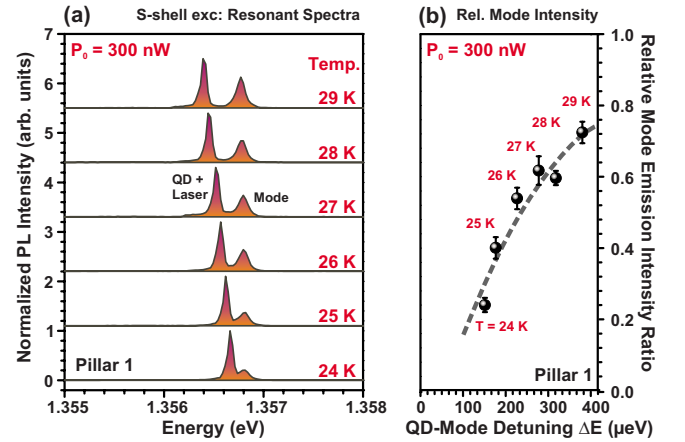 (a) S-shell exc: Resonant Spectra
P0 = 300 nW
Temp.
29 K
28 K
QD +
Laser
Mode
27 K
26 K
25 K
Pillar 1
24 K
7
6
5
4
3
2
1
0
Normalized PL Intensity (arb. units)
1.355 1.356 1.357 1.358
Energy (eV)
(b) Rel. Mode Intensity
P0 = 300 nW
29 K
28 K
27 K
26 K
25 K
T = 24 K
Pillar 1
1.0
0.8
0.6
0.4
0.2
0.0
Relative Mode Emission Intensity Ratio
0 100 200 300 400
QD-Mode Detuning ΔE (µeV)